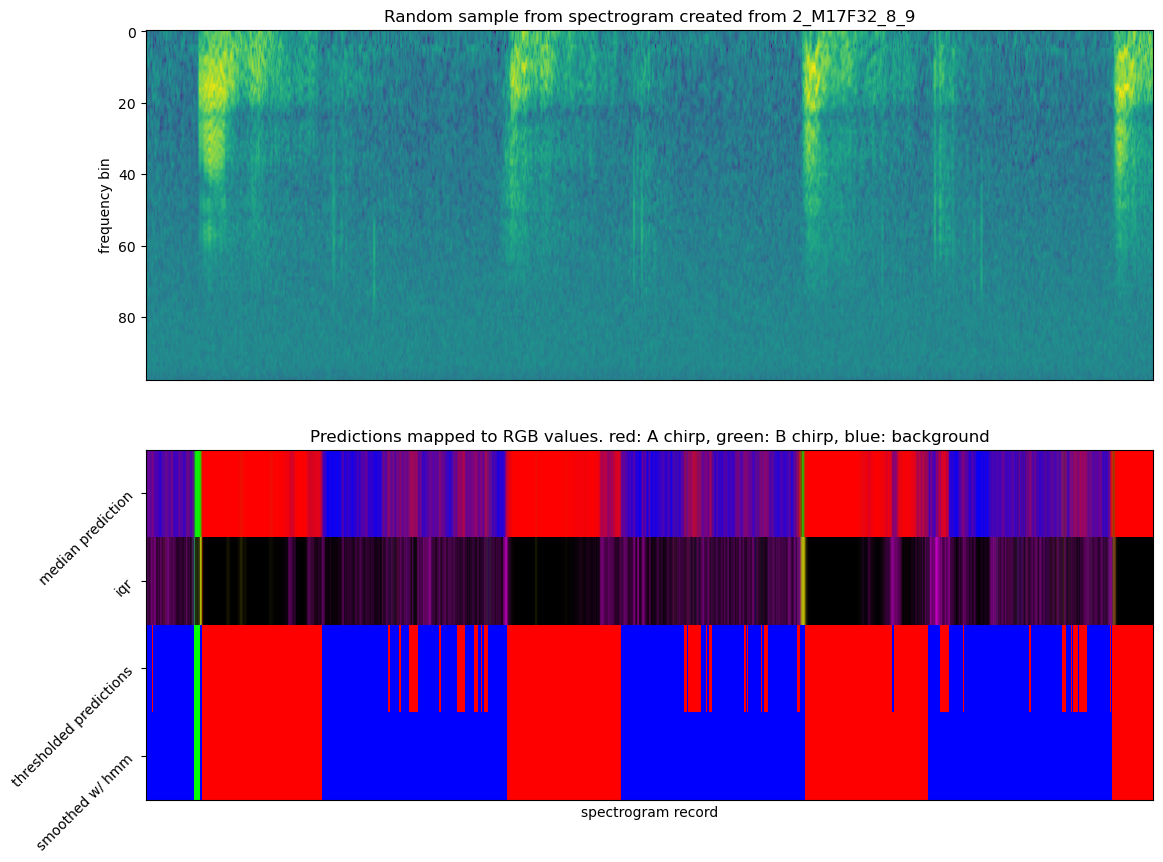 Random sample from spectrogram created from 2_M17F32_8_9
0
20
40
60
80
frequency bin
Predictions mapped to RGB values. red: A chirp, green: B chirp, blue: background
median prediction
iqr
thresholded predictions
smoothed w/ hmm
spectrogram record